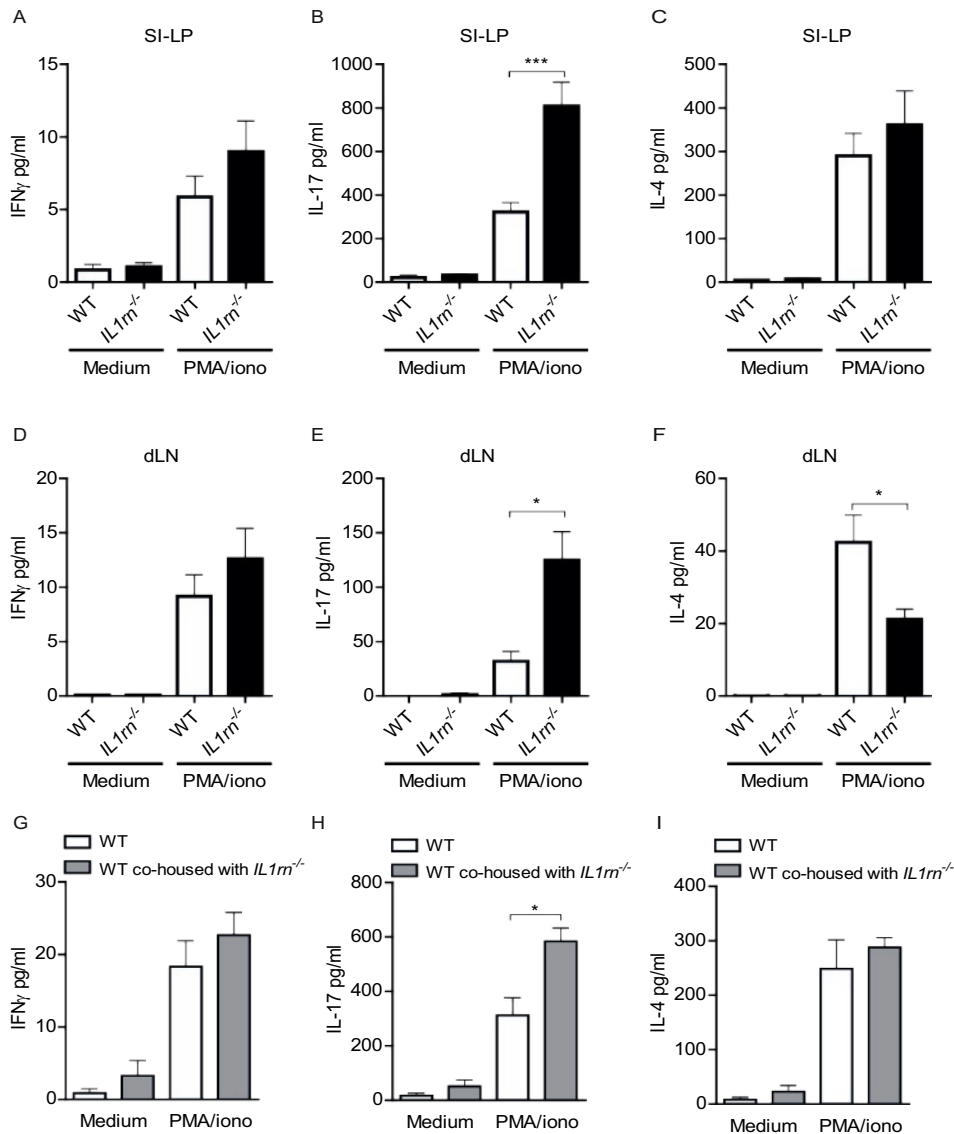 A
SI-LP
IFNγ pg/ml
15
10
5
0
WT
IL1rn-/-
WT
IL1rn-/-
Medium
PMA/iono
B
SI-LP
IL-17 pg/ml
1000
800
600
400
200
0
***
WT
IL1rn-/-
WT
IL1rn-/-
Medium
PMA/iono
C
SI-LP
IL-4 pg/ml
500
400
300
200
100
0
WT
IL1rn-/-
WT
IL1rn-/-
Medium
PMA/iono
D
dLN
IFNγ pg/ml
20
15
10
5
0
WT
IL1rn-/-
WT
IL1rn-/-
Medium
PMA/iono
E
dLN
IL-17 pg/ml
200
150
100
50
0
*
WT
IL1rn-/-
WT
IL1rn-/-
Medium
PMA/iono
F
dLN
IL-4 pg/ml
60
40
20
0
*
WT
IL1rn-/-
WT
IL1rn-/-
Medium
PMA/iono
G
WT
WT co-housed with IL1rn-/-
IFNγ pg/ml
30
20
10
0
Medium
PMA/iono
H
WT
WT co-housed with IL1rn-/-
IL-17 pg/ml
800
600
400
200
0
*
Medium
PMA/iono
I
WT
WT co-housed with IL1rn-/-
IL-4 pg/ml
400
300
200
100
0
Medium
PMA/iono